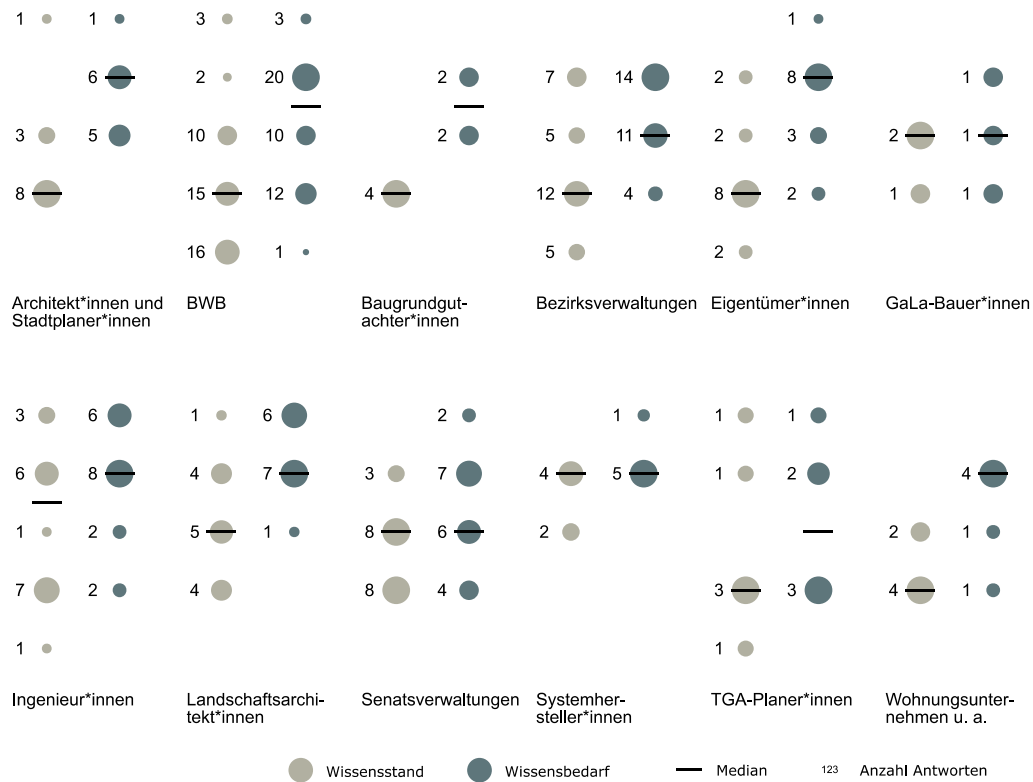 1 1 3 3 1
6 2 20 2 7 14 2 8 1
3 5 10 10 2 5 11 2 3 2 1
8 15 12 4 12 4 8 2 1 1
16 1 5 2
Architekt*innen und
Stadtplaner*innen
BWB
Baugrundgut-
achter*innen
Bezirksverwaltungen
Eigentümer*innen
GaLa-Bauer*innen
3 6 1 6 2 1 1 1
6 8 4 7 3 7 4 5 1 2 4
1 2 5 1 8 6 2 2 1
7 2 4 8 4 3 3 4 1
1 1
Ingenieur*innen
Landschaftsarchi-
tekt*innen
Senatsverwaltungen
Systemher-
steller*innen
TGA-Planer*innen
Wohnungsunter-
nehmen u. a.
Wissensstand Wissensbedarf Median 123 Anzahl Antworten